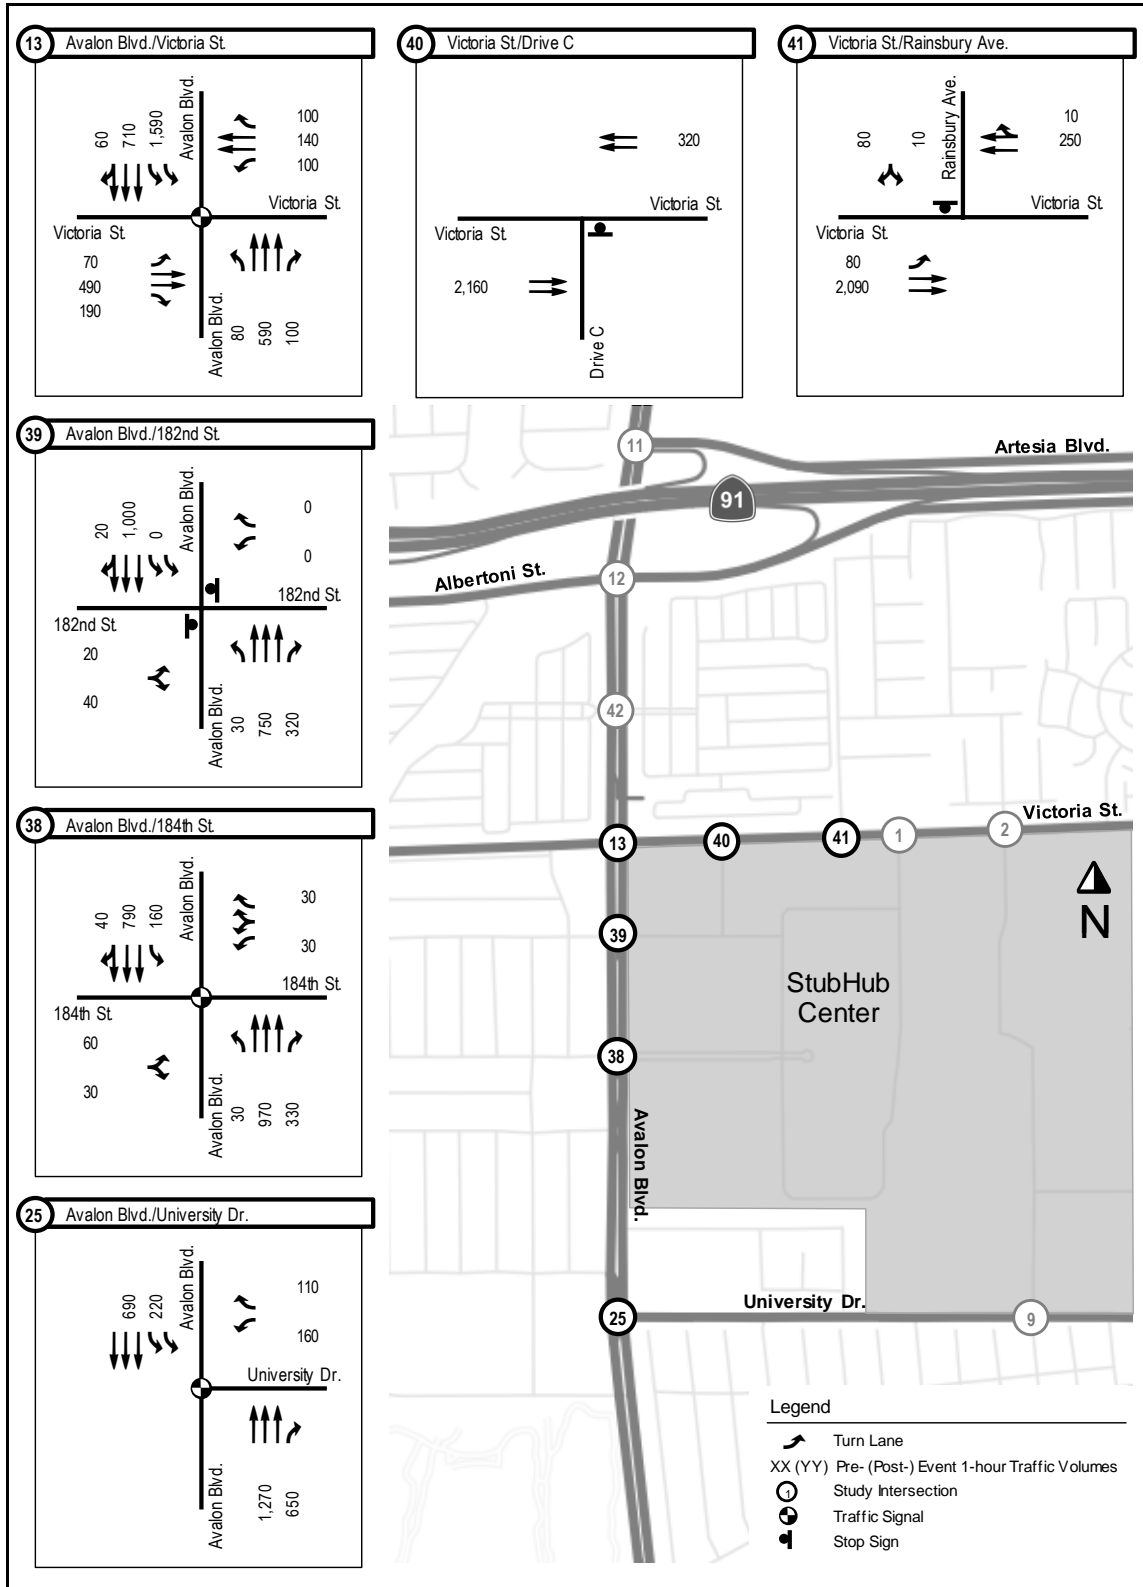 13 Avalon Blvd./Victoria St.
60
710
1,590
Avalon Blvd.
100
140
100
Victoria St.
Victoria St.
70
490
190
Avalon Blvd.
80
590
100
40 Victoria St./Drive C
320
Victoria St.
Victoria St.
2,160
Drive C
41 Victoria St./Rainsbury Ave.
80
10
Rainsbury Ave.
10
250
Victoria St.
Victoria St.
80
2,090
39 Avalon Blvd./182nd St.
20
1,000
0
Avalon Blvd.
0
0
182nd St.
182nd St.
20
40
Avalon Blvd.
30
750
320
38 Avalon Blvd./184th St.
40
790
160
Avalon Blvd.
30
30
184th St.
184th St.
60
30
Avalon Blvd.
30
970
330
25 Avalon Blvd./University Dr.
690
220
Avalon Blvd.
110
160
University Dr.
Avalon Blvd.
1,270
650
11
Artesia Blvd.
91
Albertoni St.
12
42
Victoria St.
13
40
41
1
2
N
39
StubHub
Center
38
Avalon Blvd.
University Dr.
25
9
Legend
Turn Lane
XX (YY) Pre- (Post-) Event 1-hour Traffic Volumes
1 Study Intersection
Traffic Signal
Stop Sign